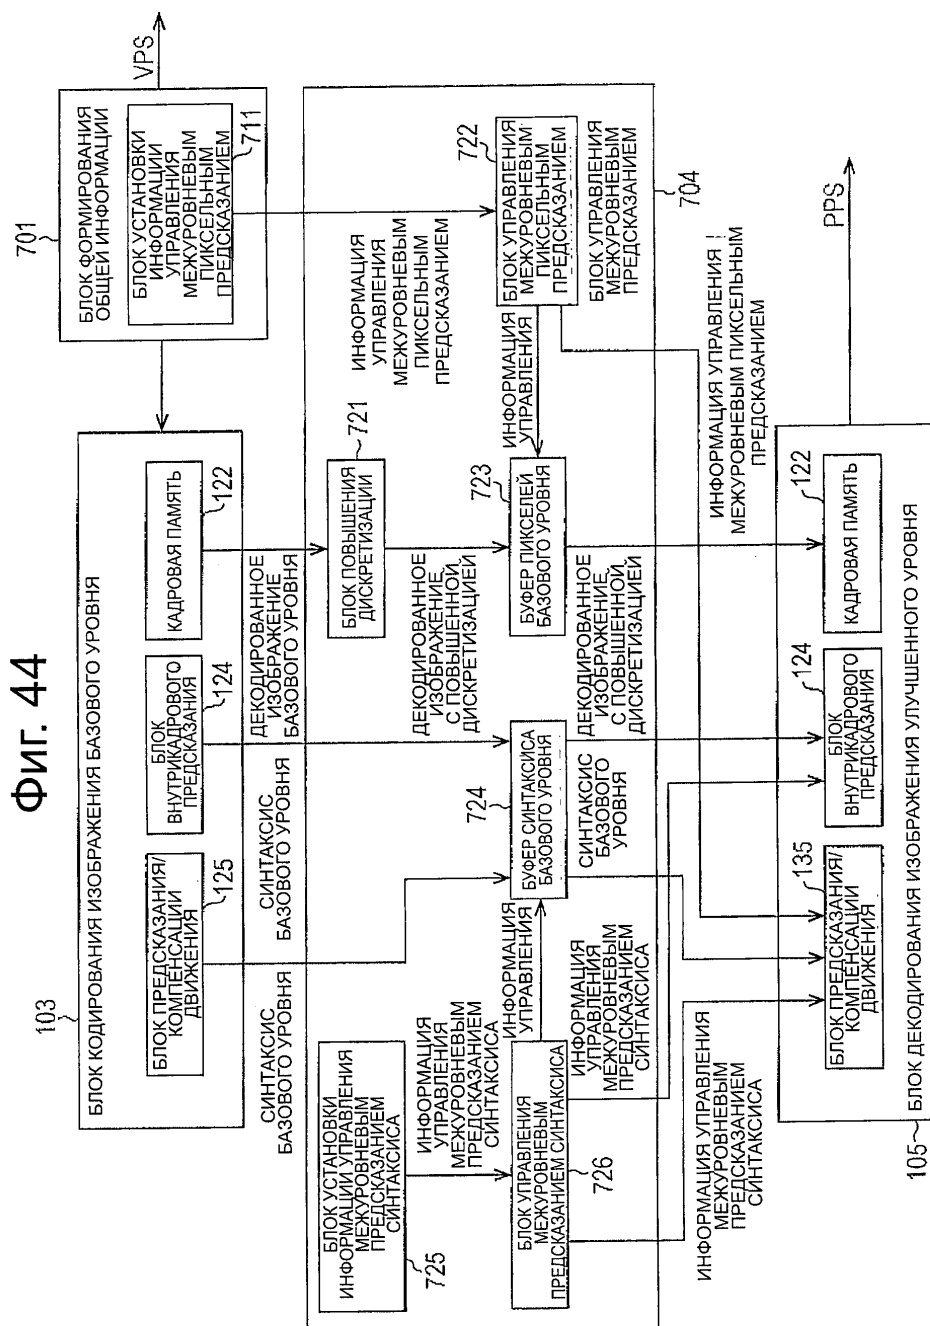 Фиг. 44
103
БЛОК КОДИРОВАНИЯ ИЗОБРАЖЕНИЯ БАЗОВОГО УРОВНЯ
БЛОК ПРЕДСКАЗАНИЯ/
КОМПЕНСАЦИИ
ДВИЖЕНИЯ
125
БЛОК
ВНУТРИКАДРОВОГО
ПРЕДСКАЗАНИЯ
124
КАДРОВАЯ ПАМЯТЬ
122
701
БЛОК ФОРМИРОВАНИЯ
ОБЩЕЙ ИНФОРМАЦИИ
БЛОК УСТАНОВКИ
ИНФОРМАЦИИ
УПРАВЛЕНИЯ
МЕЖУРОВНЕВЫМ
ПИКСЕЛЬНЫМ
ПРЕДСКАЗАНИЕМ
711
VPS
СИНТАКСИС
БАЗОВОГО УРОВНЯ
СИНТАКСИС
БАЗОВОГО УРОВНЯ
ДЕКОДИРОВАННОЕ
ИЗОБРАЖЕНИЕ
БАЗОВОГО УРОВНЯ
БЛОК УСТАНОВКИ
ИНФОРМАЦИИ УПРАВЛЕНИЯ
МЕЖУРОВНЕВЫМ
ПРЕДСКАЗАНИЕМ
СИНТАКСИСА
725
БЛОК ПОВЫШЕНИЯ
ДИСКРЕТИЗАЦИИ
721
ИНФОРМАЦИЯ
УПРАВЛЕНИЯ
МЕЖУРОВНЕВЫМ
ПИКСЕЛЬНЫМ
ПРЕДСКАЗАНИЕМ
ИНФОРМАЦИЯ
УПРАВЛЕНИЯ
МЕЖУРОВНЕВЫМ
ПРЕДСКАЗАНИЕМ
СИНТАКСИСА
ДЕКОДИРОВАННОЕ
ИЗОБРАЖЕНИЕ
С ПОВЫШЕННОЙ
ДИСКРЕТИЗАЦИЕЙ
ИНФОРМАЦИЯ
УПРАВЛЕНИЯ
724
БУФЕР СИНТАКСИСА
БАЗОВОГО УРОВНЯ
723
БУФЕР ПИКСЕЛЕЙ
БАЗОВОГО УРОВНЯ
ИНФОРМАЦИЯ
УПРАВЛЕНИЯ
722
БЛОК УПРАВЛЕНИЯ
МЕЖУРОВНЕВЫМ
ПИКСЕЛЬНЫМ
ПРЕДСКАЗАНИЕМ
БЛОК УПРАВЛЕНИЯ
МЕЖУРОВНЕВЫМ
ПРЕДСКАЗАНИЕМ
704
БЛОК УПРАВЛЕНИЯ
МЕЖУРОВНЕВЫМ
ПРЕДСКАЗАНИЕМ СИНТАКСИСА
726
ИНФОРМАЦИЯ
УПРАВЛЕНИЯ
МЕЖУРОВНЕВЫМ
ПРЕДСКАЗАНИЕМ
СИНТАКСИСА
СИНТАКСИС
БАЗОВОГО
УРОВНЯ
ДЕКОДИРОВАННОЕ
ИЗОБРАЖЕНИЕ
С ПОВЫШЕННОЙ
ДИСКРЕТИЗАЦИЕЙ
ИНФОРМАЦИЯ УПРАВЛЕНИЯ
МЕЖУРОВНЕВЫМ
ПРЕДСКАЗАНИЕМ
СИНТАКСИСА
ИНФОРМАЦИЯ УПРАВЛЕНИЯ
МЕЖУРОВНЕВЫМ ПИКСЕЛЬНЫМ
ПРЕДСКАЗАНИЕМ
135
БЛОК ПРЕДСКАЗАНИЯ/
КОМПЕНСАЦИИ
ДВИЖЕНИЯ
124
БЛОК
ВНУТРИКАДРОВОГО
ПРЕДСКАЗАНИЯ
122
КАДРОВАЯ ПАМЯТЬ
PPS
105
БЛОК ДЕКОДИРОВАНИЯ ИЗОБРАЖЕНИЯ УЛУЧШЕННОГО УРОВНЯ